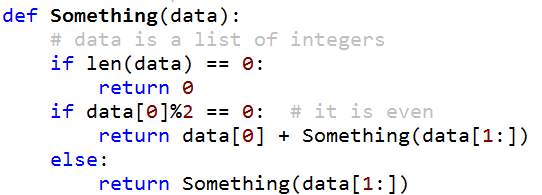 def Something(data):
    # data is a list of integers
    if len(data) == 0:
        return 0
    if data[0]%2 == 0:  # it is even
        return data[0] + Something(data[1:])
    else:
        return Something(data[1:])